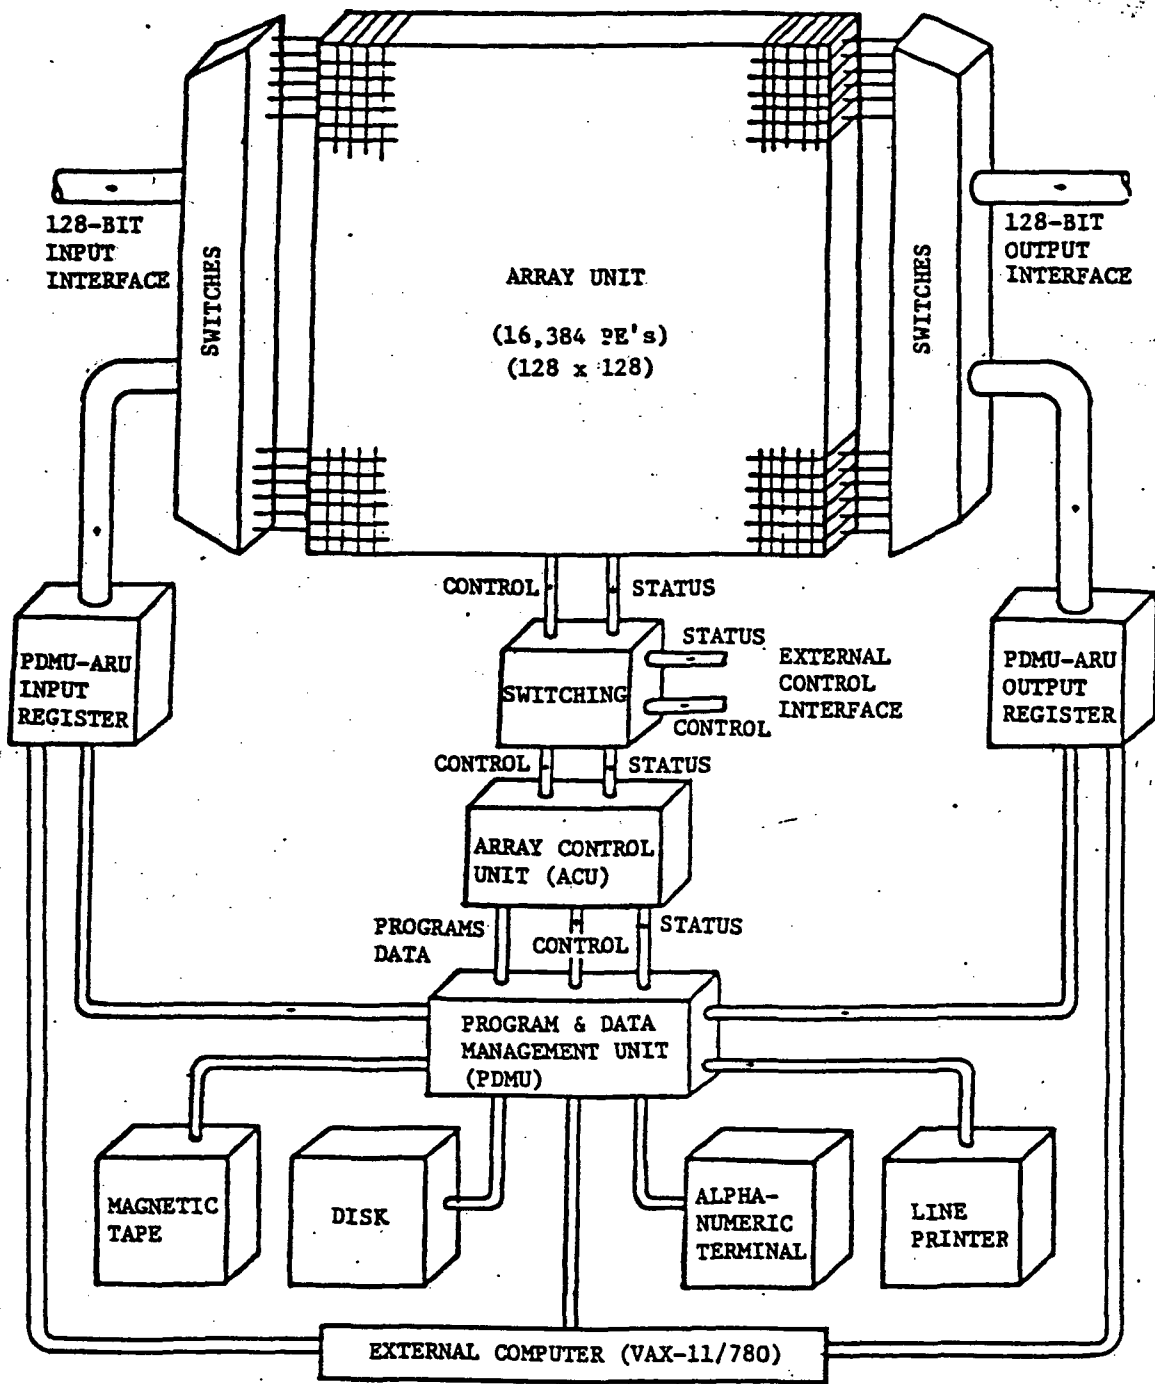 128-BIT
INPUT
INTERFACE
SWITCHES
ARRAY UNIT
(16,384 PE's)
(128 x 128)
SWITCHES
128-BIT
OUTPUT
INTERFACE
CONTROL
STATUS
PDMU-ARU
INPUT
REGISTER
SWITCHING
STATUS
CONTROL
EXTERNAL
CONTROL
INTERFACE
PDMU-ARU
OUTPUT
REGISTER
CONTROL
STATUS
ARRAY CONTROL
UNIT (ACU)
PROGRAMS
DATA
CONTROL
STATUS
PROGRAM & DATA
MANAGEMENT UNIT
(PDMU)
MAGNETIC
TAPE
DISK
ALPHA-
NUMERIC
TERMINAL
LINE
PRINTER
EXTERNAL COMPUTER (VAX-11/780)